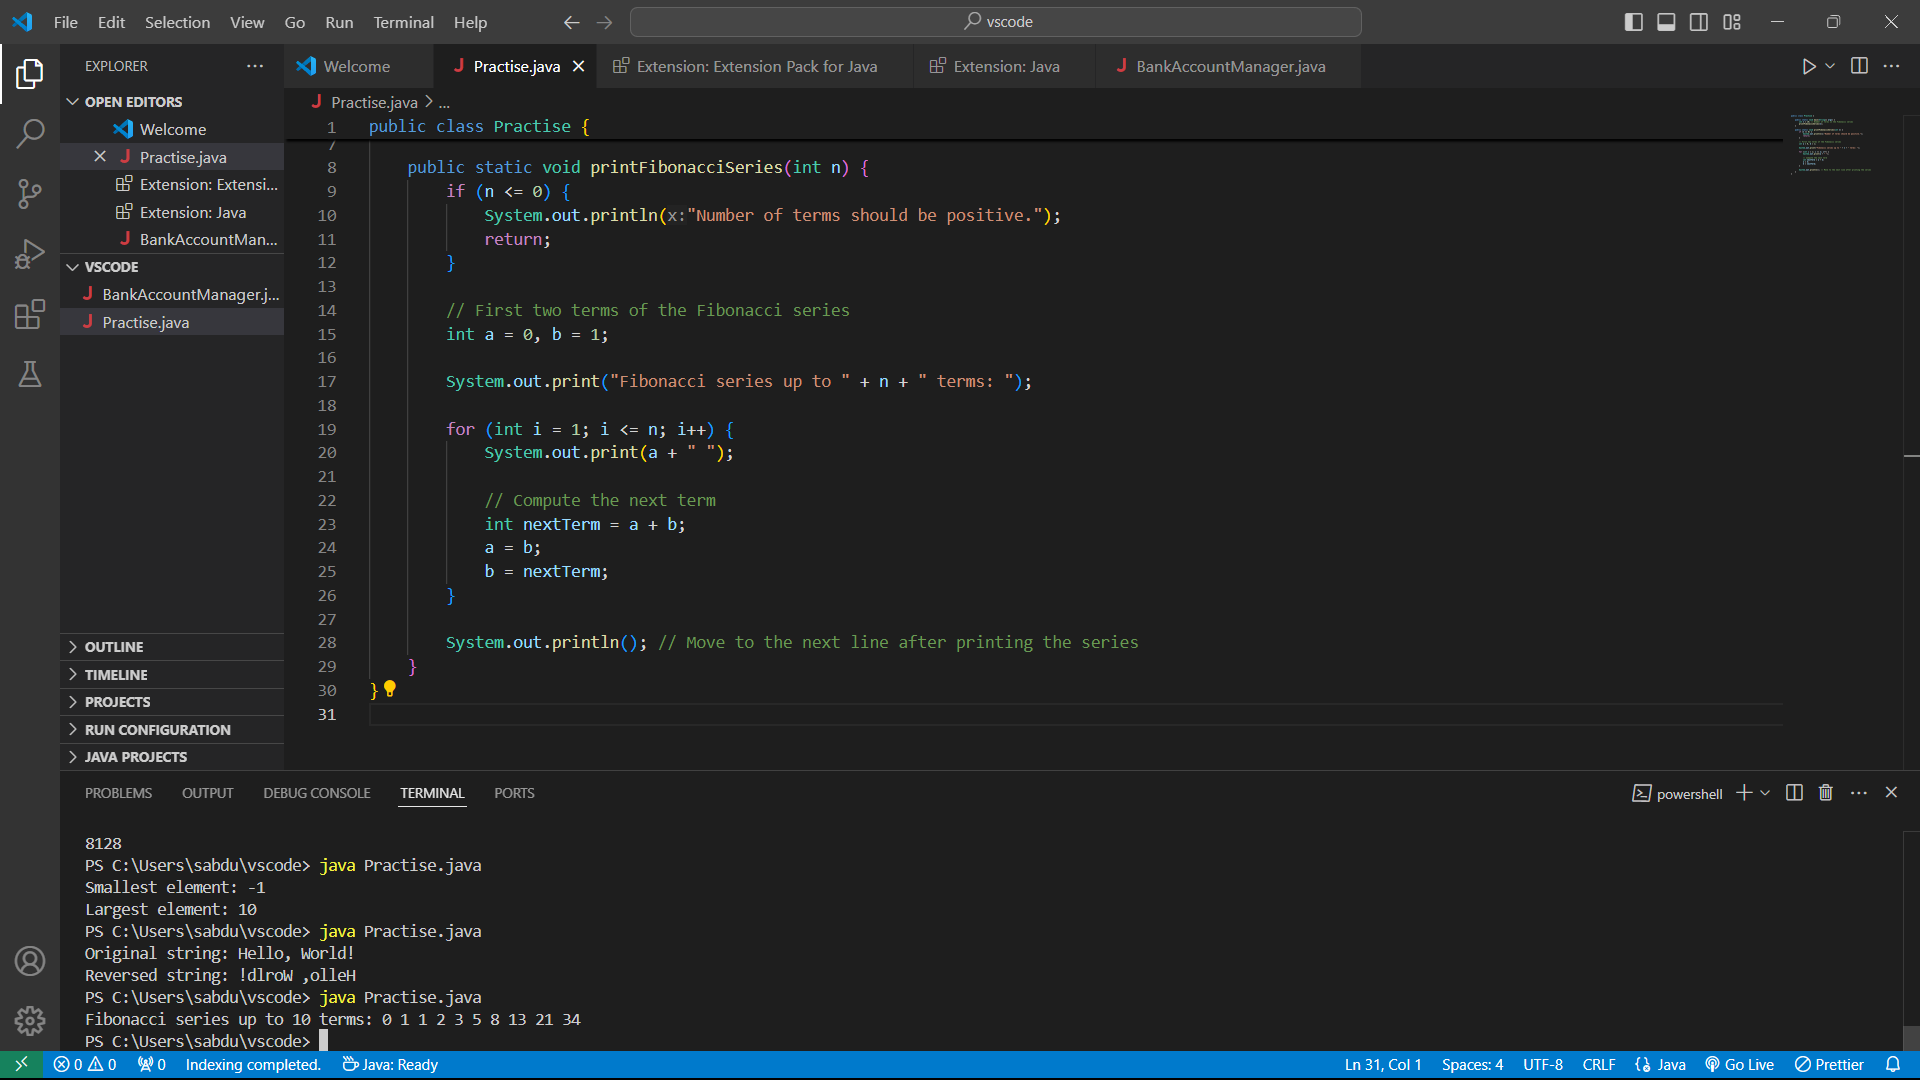 File Edit Selection View Go Run Terminal Help
vscode
EXPLORER
OPEN EDITORS
Welcome
Practise.java
Extension: Extensi...
Extension: Java
BankAccountMan...
VSCODE
BankAccountManager.j...
Practise.java
OUTLINE
TIMELINE
PROJECTS
RUN CONFIGURATION
JAVA PROJECTS
Welcome
Practise.java
Extension: Extension Pack for Java
Extension: Java
BankAccountManager.java
Practise.java > ...
1 public class Practise {
7
8 public static void printFibonacciSeries(int n) {
9 if (n <= 0) {
10 System.out.println(x:"Number of terms should be positive.");
11 return;
12 }
13
14 // First two terms of the Fibonacci series
15 int a = 0, b = 1;
16
17 System.out.print("Fibonacci series up to " + n + " terms: ");
18
19 for (int i = 1; i <= n; i++) {
20 System.out.print(a + " ");
21
22 // Compute the next term
23 int nextTerm = a + b;
24 a = b;
25 b = nextTerm;
26 }
27
28 System.out.println(); // Move to the next line after printing the series
29 }
30 }
31
PROBLEMS OUTPUT DEBUG CONSOLE TERMINAL PORTS
powershell
8128
PS C:\Users\sabdu\vscode> java Practise.java
Smallest element: -1
Largest element: 10
PS C:\Users\sabdu\vscode> java Practise.java
Original string: Hello, World!
Reversed string: !dlroW ,olleH
PS C:\Users\sabdu\vscode> java Practise.java
Fibonacci series up to 10 terms: 0 1 1 2 3 5 8 13 21 34
PS C:\Users\sabdu\vscode>
0 0 0 Indexing completed. Java: Ready
Ln 31, Col 1 Spaces: 4 UTF-8 CRLF {} Java Go Live Prettier